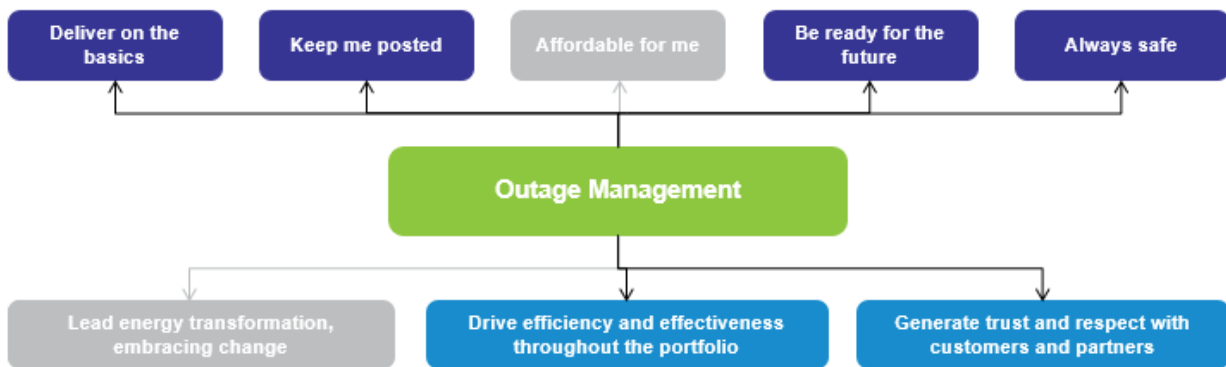 Deliver on the
basics
Keep me posted
Affordable for me
Be ready for the
future
Always safe
Outage Management
Lead energy transformation,
embracing change
Drive efficiency and effectiveness
throughout the portfolio
Generate trust and respect with
customers and partners